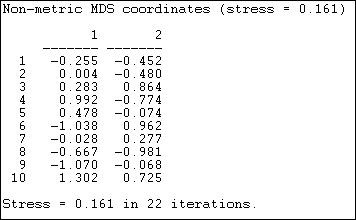 Non-metric MDS coordinates (stress = 0.161)
1 2
------- -------
1 -0.255 -0.452
2 0.004 -0.480
3 0.283 0.864
4 0.992 -0.774
5 0.478 -0.074
6 -1.038 0.962
7 -0.028 0.277
8 -0.667 -0.981
9 -1.070 -0.068
10 1.302 0.725
Stress = 0.161 in 22 iterations.